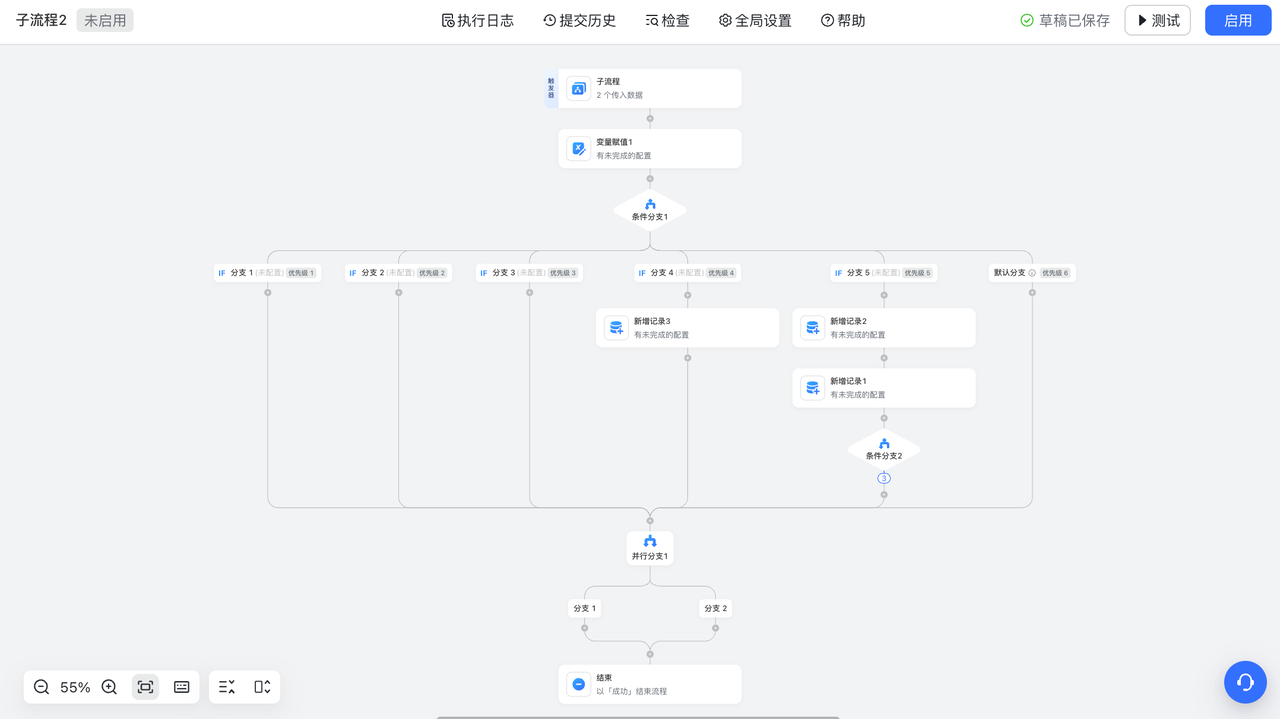 子流程2 未启用 执行日志 提交历史 检查 全局设置 帮助 草稿已保存 测试 启用
触发器
子流程
2 个传入数据
变量赋值1
有未完成的配置
条件分支1
IF 分支 1 (未配置) 优先级 1
IF 分支 2 (未配置) 优先级 2
IF 分支 3 (未配置) 优先级 3
IF 分支 4 (未配置) 优先级 4
IF 分支 5 (未配置) 优先级 5
默认分支 优先级 6
新增记录3
有未完成的配置
新增记录2
有未完成的配置
新增记录1
有未完成的配置
条件分支2
3
并行分支1
分支 1
分支 2
结束
以「成功」结束流程
55%